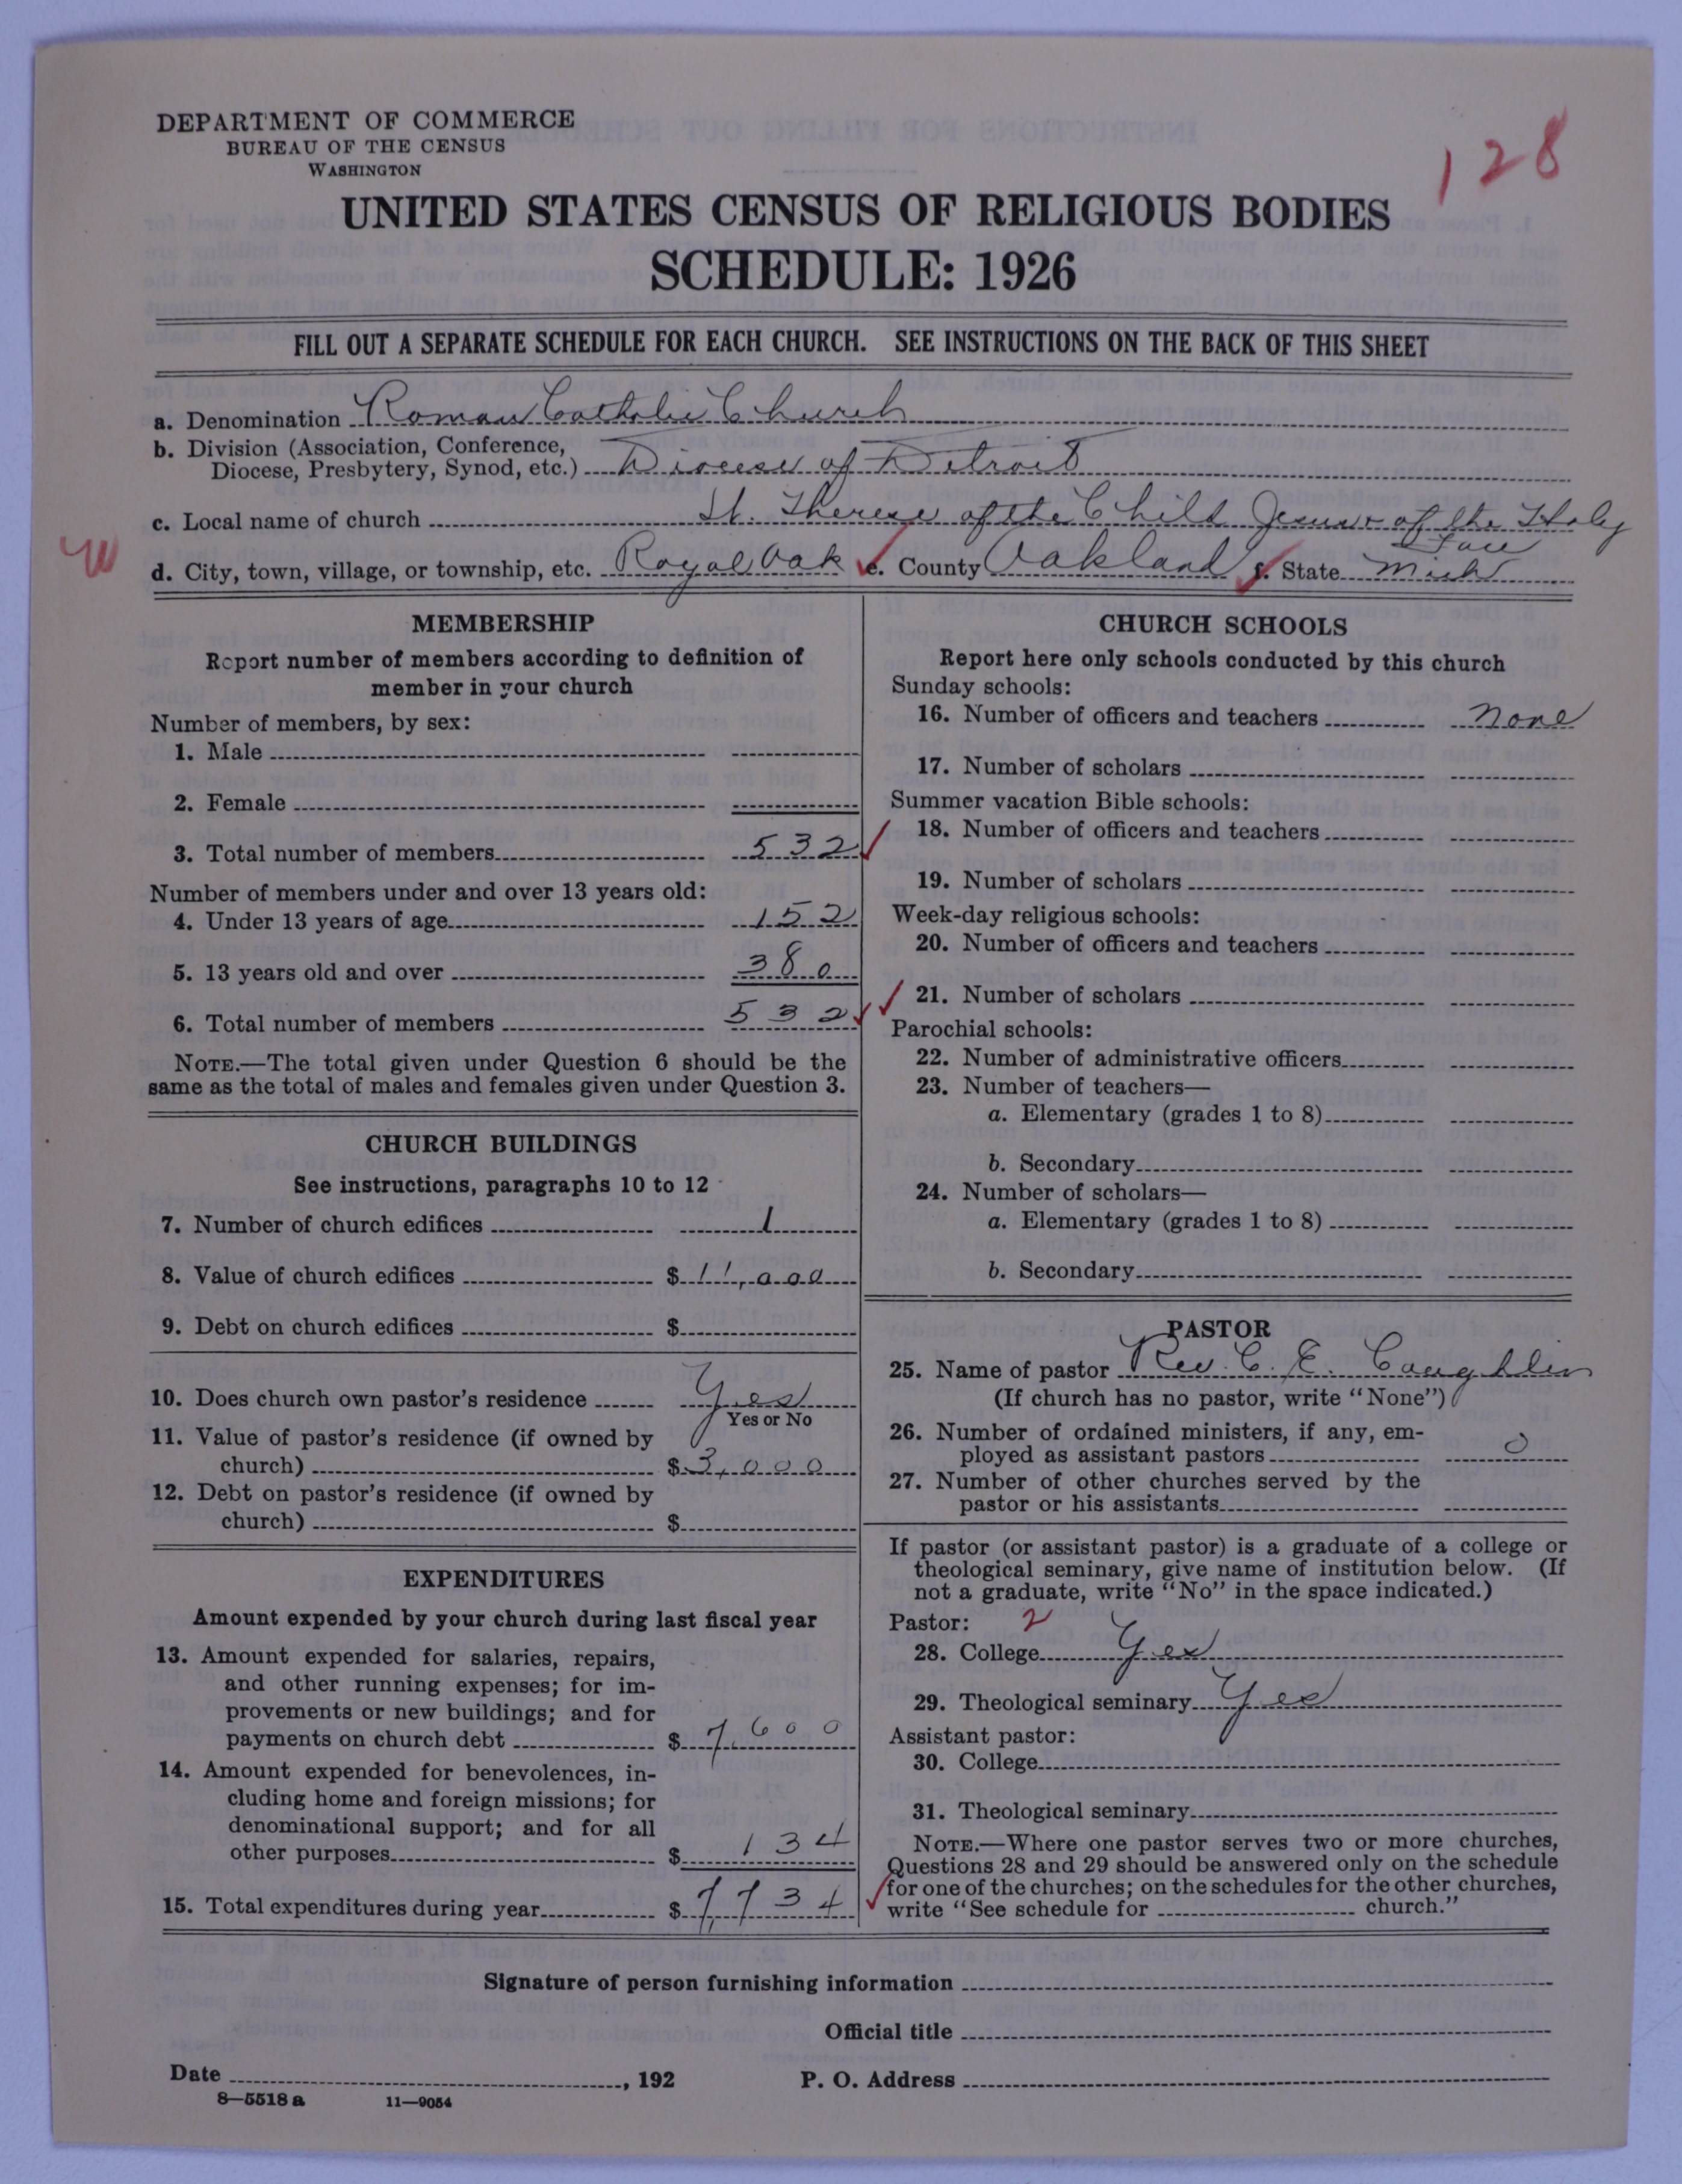 DEPARTMENT OF COMMERCE
BUREAU OF THE CENSUS
WASHINGTON
128
UNITED STATES CENSUS OF RELIGIOUS BODIES
SCHEDULE: 1926
FILL OUT A SEPARATE SCHEDULE FOR EACH CHURCH. SEE INSTRUCTIONS ON THE BACK OF THIS SHEET
a. Denomination Roman Catholic Church
b. Division (Association, Conference,
Diocese, Presbytery, Synod, etc.) Diocese of Detroit
c. Local name of church St. Therese of the Child Jesus & of the Holy
Face
W
d. City, town, village, or township, etc. Royal Oak e. County Oakland f. State Mich
MEMBERSHIP
Report number of members according to definition of
member in your church
Number of members, by sex:
1. Male
2. Female
3. Total number of members 532
Number of members under and over 13 years old:
4. Under 13 years of age 152
5. 13 years old and over 380
6. Total number of members 532
NOTE.—The total given under Question 6 should be the
same as the total of males and females given under Question 3.
CHURCH BUILDINGS
See instructions, paragraphs 10 to 12
7. Number of church edifices 1
8. Value of church edifices $ 11,000
9. Debt on church edifices $
10. Does church own pastor's residence Yes
Yes or No
11. Value of pastor's residence (if owned by
church) $ 3,000
12. Debt on pastor's residence (if owned by
church) $
EXPENDITURES
Amount expended by your church during last fiscal year
13. Amount expended for salaries, repairs,
and other running expenses; for im-
provements or new buildings; and for
payments on church debt $ 7,600
14. Amount expended for benevolences, in-
cluding home and foreign missions; for
denominational support; and for all
other purposes $ 134
15. Total expenditures during year $ 7,734
CHURCH SCHOOLS
Report here only schools conducted by this church
Sunday schools:
16. Number of officers and teachers none
17. Number of scholars
Summer vacation Bible schools:
18. Number of officers and teachers
19. Number of scholars
Week-day religious schools:
20. Number of officers and teachers
21. Number of scholars
Parochial schools:
22. Number of administrative officers
23. Number of teachers—
a. Elementary (grades 1 to 8)
b. Secondary
24. Number of scholars—
a. Elementary (grades 1 to 8)
b. Secondary
PASTOR
25. Name of pastor Rev. C. E. Coughlin
(If church has no pastor, write "None")
26. Number of ordained ministers, if any, em-
ployed as assistant pastors 0
27. Number of other churches served by the
pastor or his assistants
If pastor (or assistant pastor) is a graduate of a college or
theological seminary, give name of institution below. (If
not a graduate, write "No" in the space indicated.)
Pastor: 2
28. College Yes
29. Theological seminary Yes
Assistant pastor:
30. College
31. Theological seminary
NOTE.—Where one pastor serves two or more churches,
Questions 28 and 29 should be answered only on the schedule
for one of the churches; on the schedules for the other churches,
write "See schedule for church."
Signature of person furnishing information
Official title
Date , 192 P. O. Address
8—5518 a 11—9054